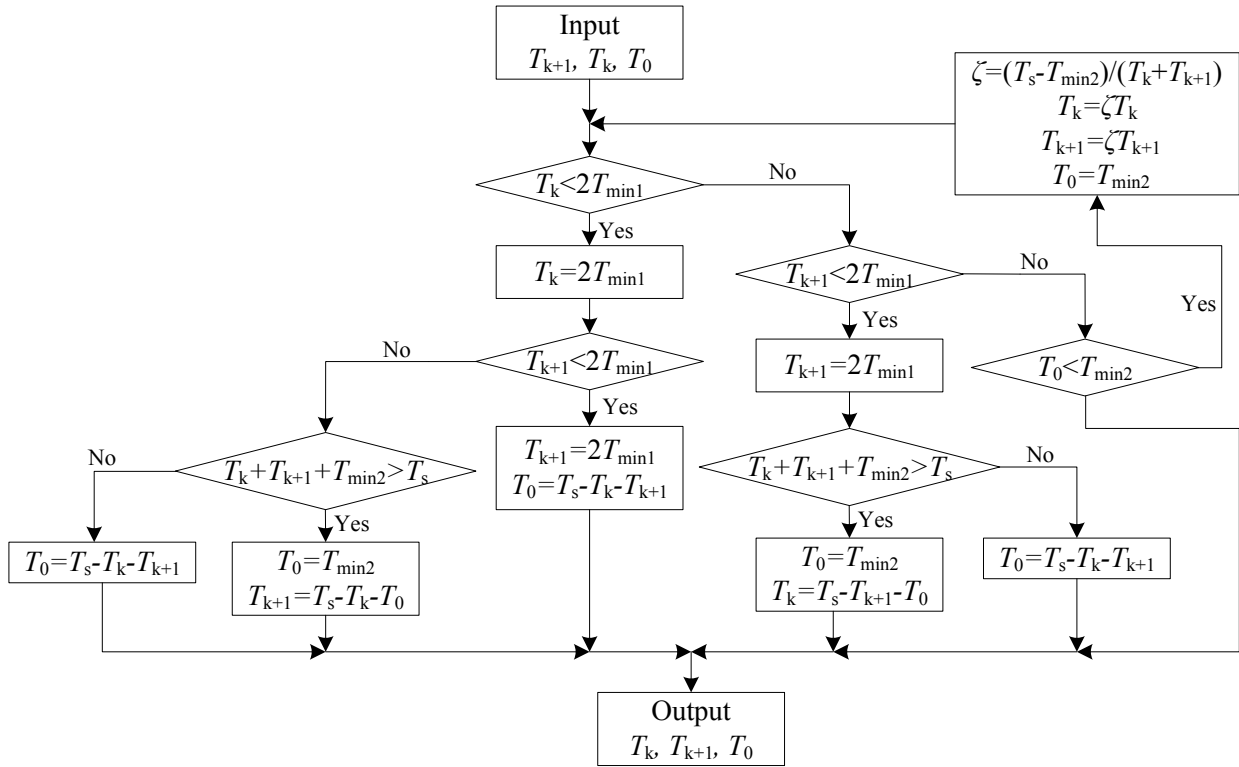 Input
T_{k+1}, T_k, T_0
ζ=(T_s-T_{min2})/(T_k+T_{k+1})
T_k=ζT_k
T_{k+1}=ζT_{k+1}
T_0=T_{min2}
T_k<2T_{min1}
No
Yes
T_k=2T_{min1}
T_{k+1}<2T_{min1}
No
Yes
Yes
T_{k+1}<2T_{min1}
No
Yes
T_{k+1}=2T_{min1}
T_0<T_{min2}
T_{k+1}=2T_{min1}
T_0=T_s-T_k-T_{k+1}
T_k+T_{k+1}+T_{min2}>T_s
No
Yes
T_k+T_{k+1}+T_{min2}>T_s
No
Yes
T_0=T_s-T_k-T_{k+1}
T_0=T_{min2}
T_{k+1}=T_s-T_k-T_0
T_0=T_{min2}
T_k=T_s-T_{k+1}-T_0
T_0=T_s-T_k-T_{k+1}
Output
T_k, T_{k+1}, T_0